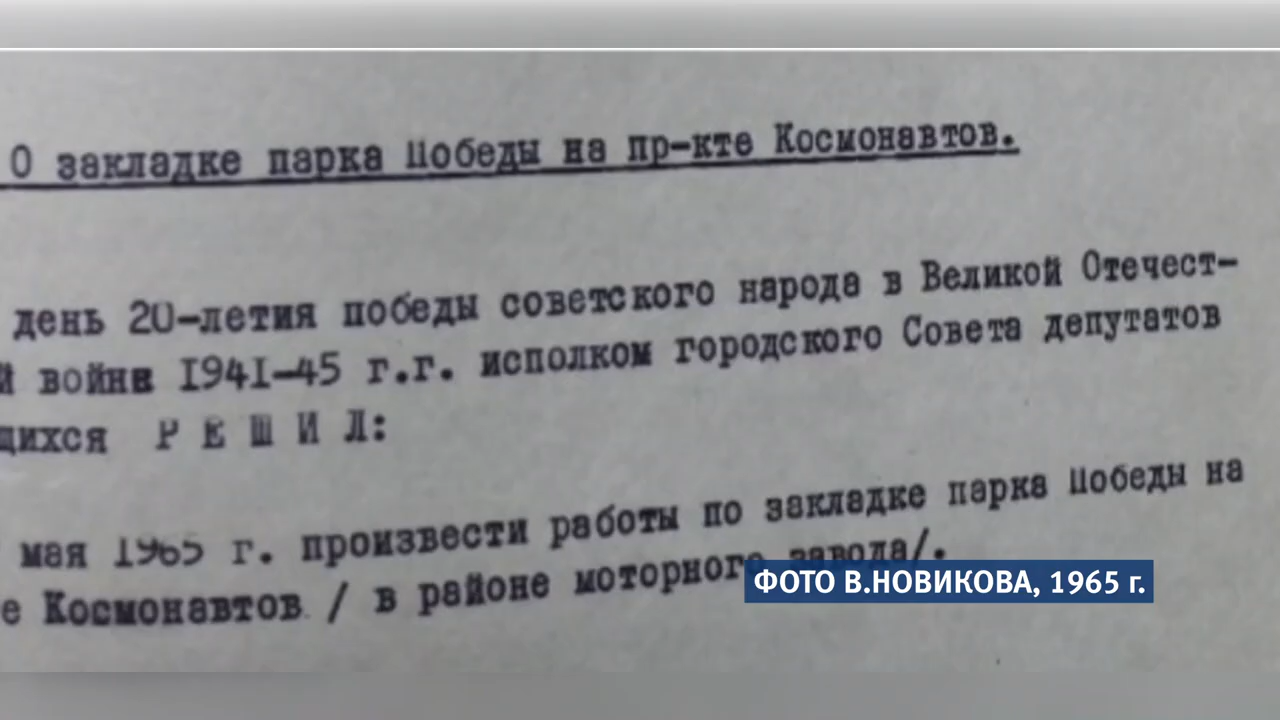 О закладке парка Победы на пр-кте Космонавтов.
день 20-летия победы советского народа в Великой Отечест-
й войне 1941-45 г.г. исполком городского Совета депутатов
щихся Р Е Ш И Л:
мая 1965 г. произвести работы по закладке парка Победы на
е Космонавтов / в районе моторного завода/.
ФОТО В.НОВИКОВА, 1965 г.